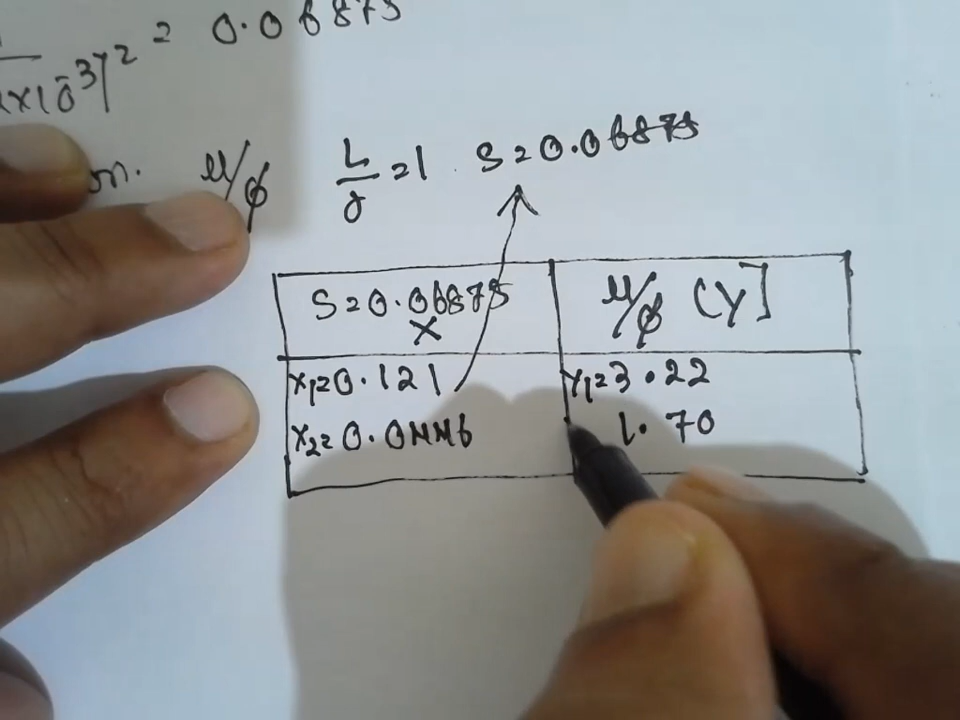 = 0.06875
x10⁻³)²
on. μ/φ L/d = 1 S = 0.06875
S = 0.06875 μ/φ (Y]
X
x₁ = 0.121 Y₁ = 3.22
x₂ = 0.0446 1.70